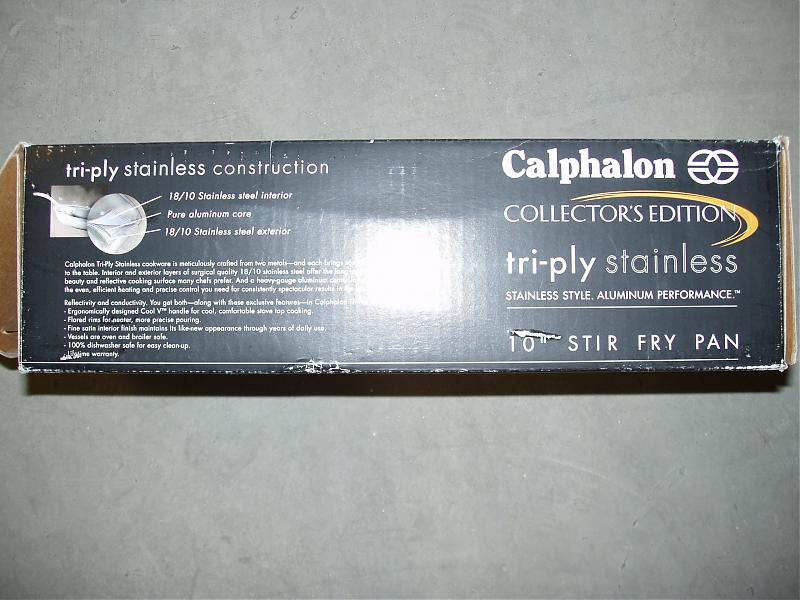 tri-ply stainless construction
18/10 Stainless steel interior
Pure aluminum core
18/10 Stainless steel exterior
Calphalon Tri-Ply Stainless cookware is meticulously crafted from two metals—and each brings
to the table. Interior and exterior layers of surgical quality 18/10 stainless steel offer the
beauty and reflective cooking surface many chefs prefer. And a heavy-gauge aluminum
the even, efficient heating and precise control you need for consistently spectacular results in the
Reflectivity and conductivity. You get both—along with these exclusive features—in Calphalon
- Ergonomically designed Cool V™ handle for cool, comfortable stove top cooking.
- Flared rims for neater, more precise pouring.
- Fine satin interior finish maintains its like-new appearance through years of daily use.
- Vessels are oven and broiler safe.
- 100% dishwasher safe for easy clean-up.
- Lifetime warranty.
Calphalon
COLLECTOR'S EDITION
tri-ply stainless
STAINLESS STYLE. ALUMINUM PERFORMANCE.™
10" STIR FRY PAN